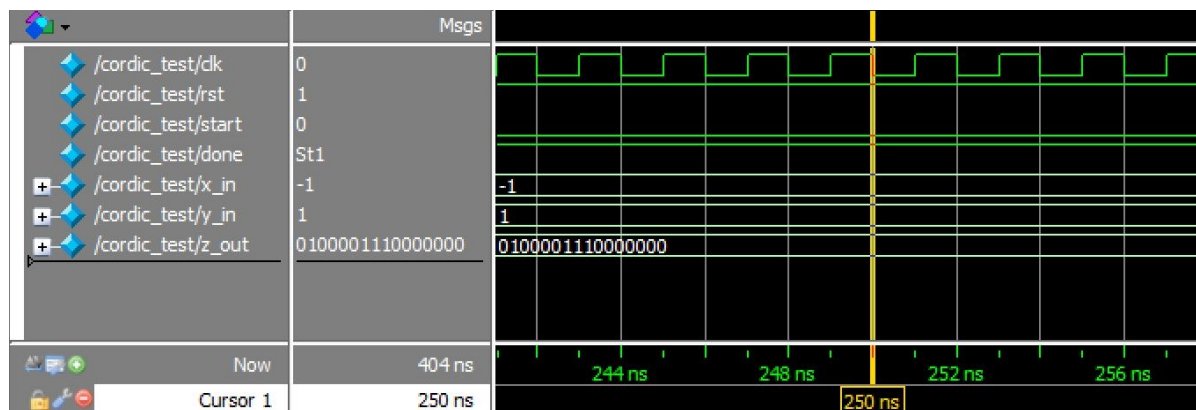 Msgs
/cordic_test/clk 0
/cordic_test/rst 1
/cordic_test/start 0
/cordic_test/done St1
/cordic_test/x_in -1 -1
/cordic_test/y_in 1 1
/cordic_test/z_out 0100001110000000 0100001110000000
Now 404 ns 244 ns 248 ns 252 ns 256 ns
Cursor 1 250 ns 250 ns